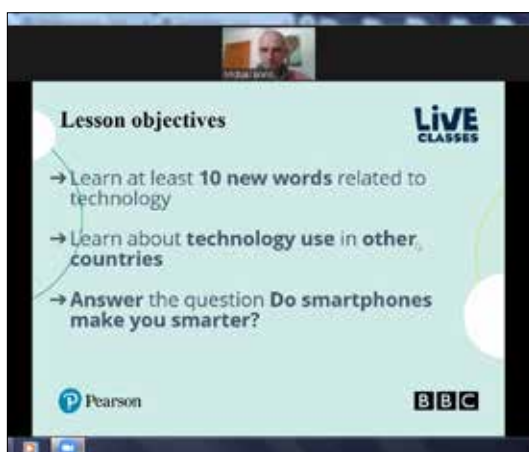 Lesson objectives
LiVE
CLASSES
→ Learn at least 10 new words related to
technology
→ Learn about technology use in other
countries
→ Answer the question Do smartphones
make you smarter?
P Pearson
BBC